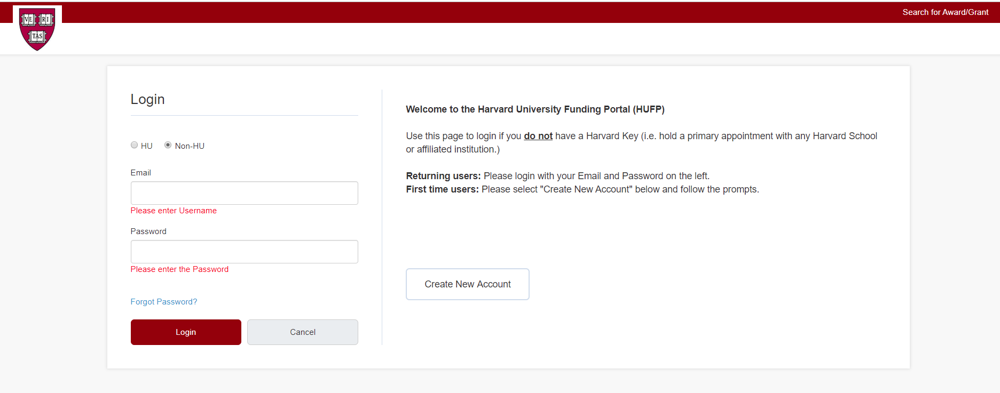 Search for Award/Grant
VE RI
TAS
Login
HU Non-HU
Email
Please enter Username
Password
Please enter the Password
Forgot Password?
Login Cancel
Welcome to the Harvard University Funding Portal (HUFP)
Use this page to login if you do not have a Harvard Key (i.e. hold a primary appointment with any Harvard School
or affiliated institution.)
Returning users: Please login with your Email and Password on the left.
First time users: Please select "Create New Account" below and follow the prompts.
Create New Account